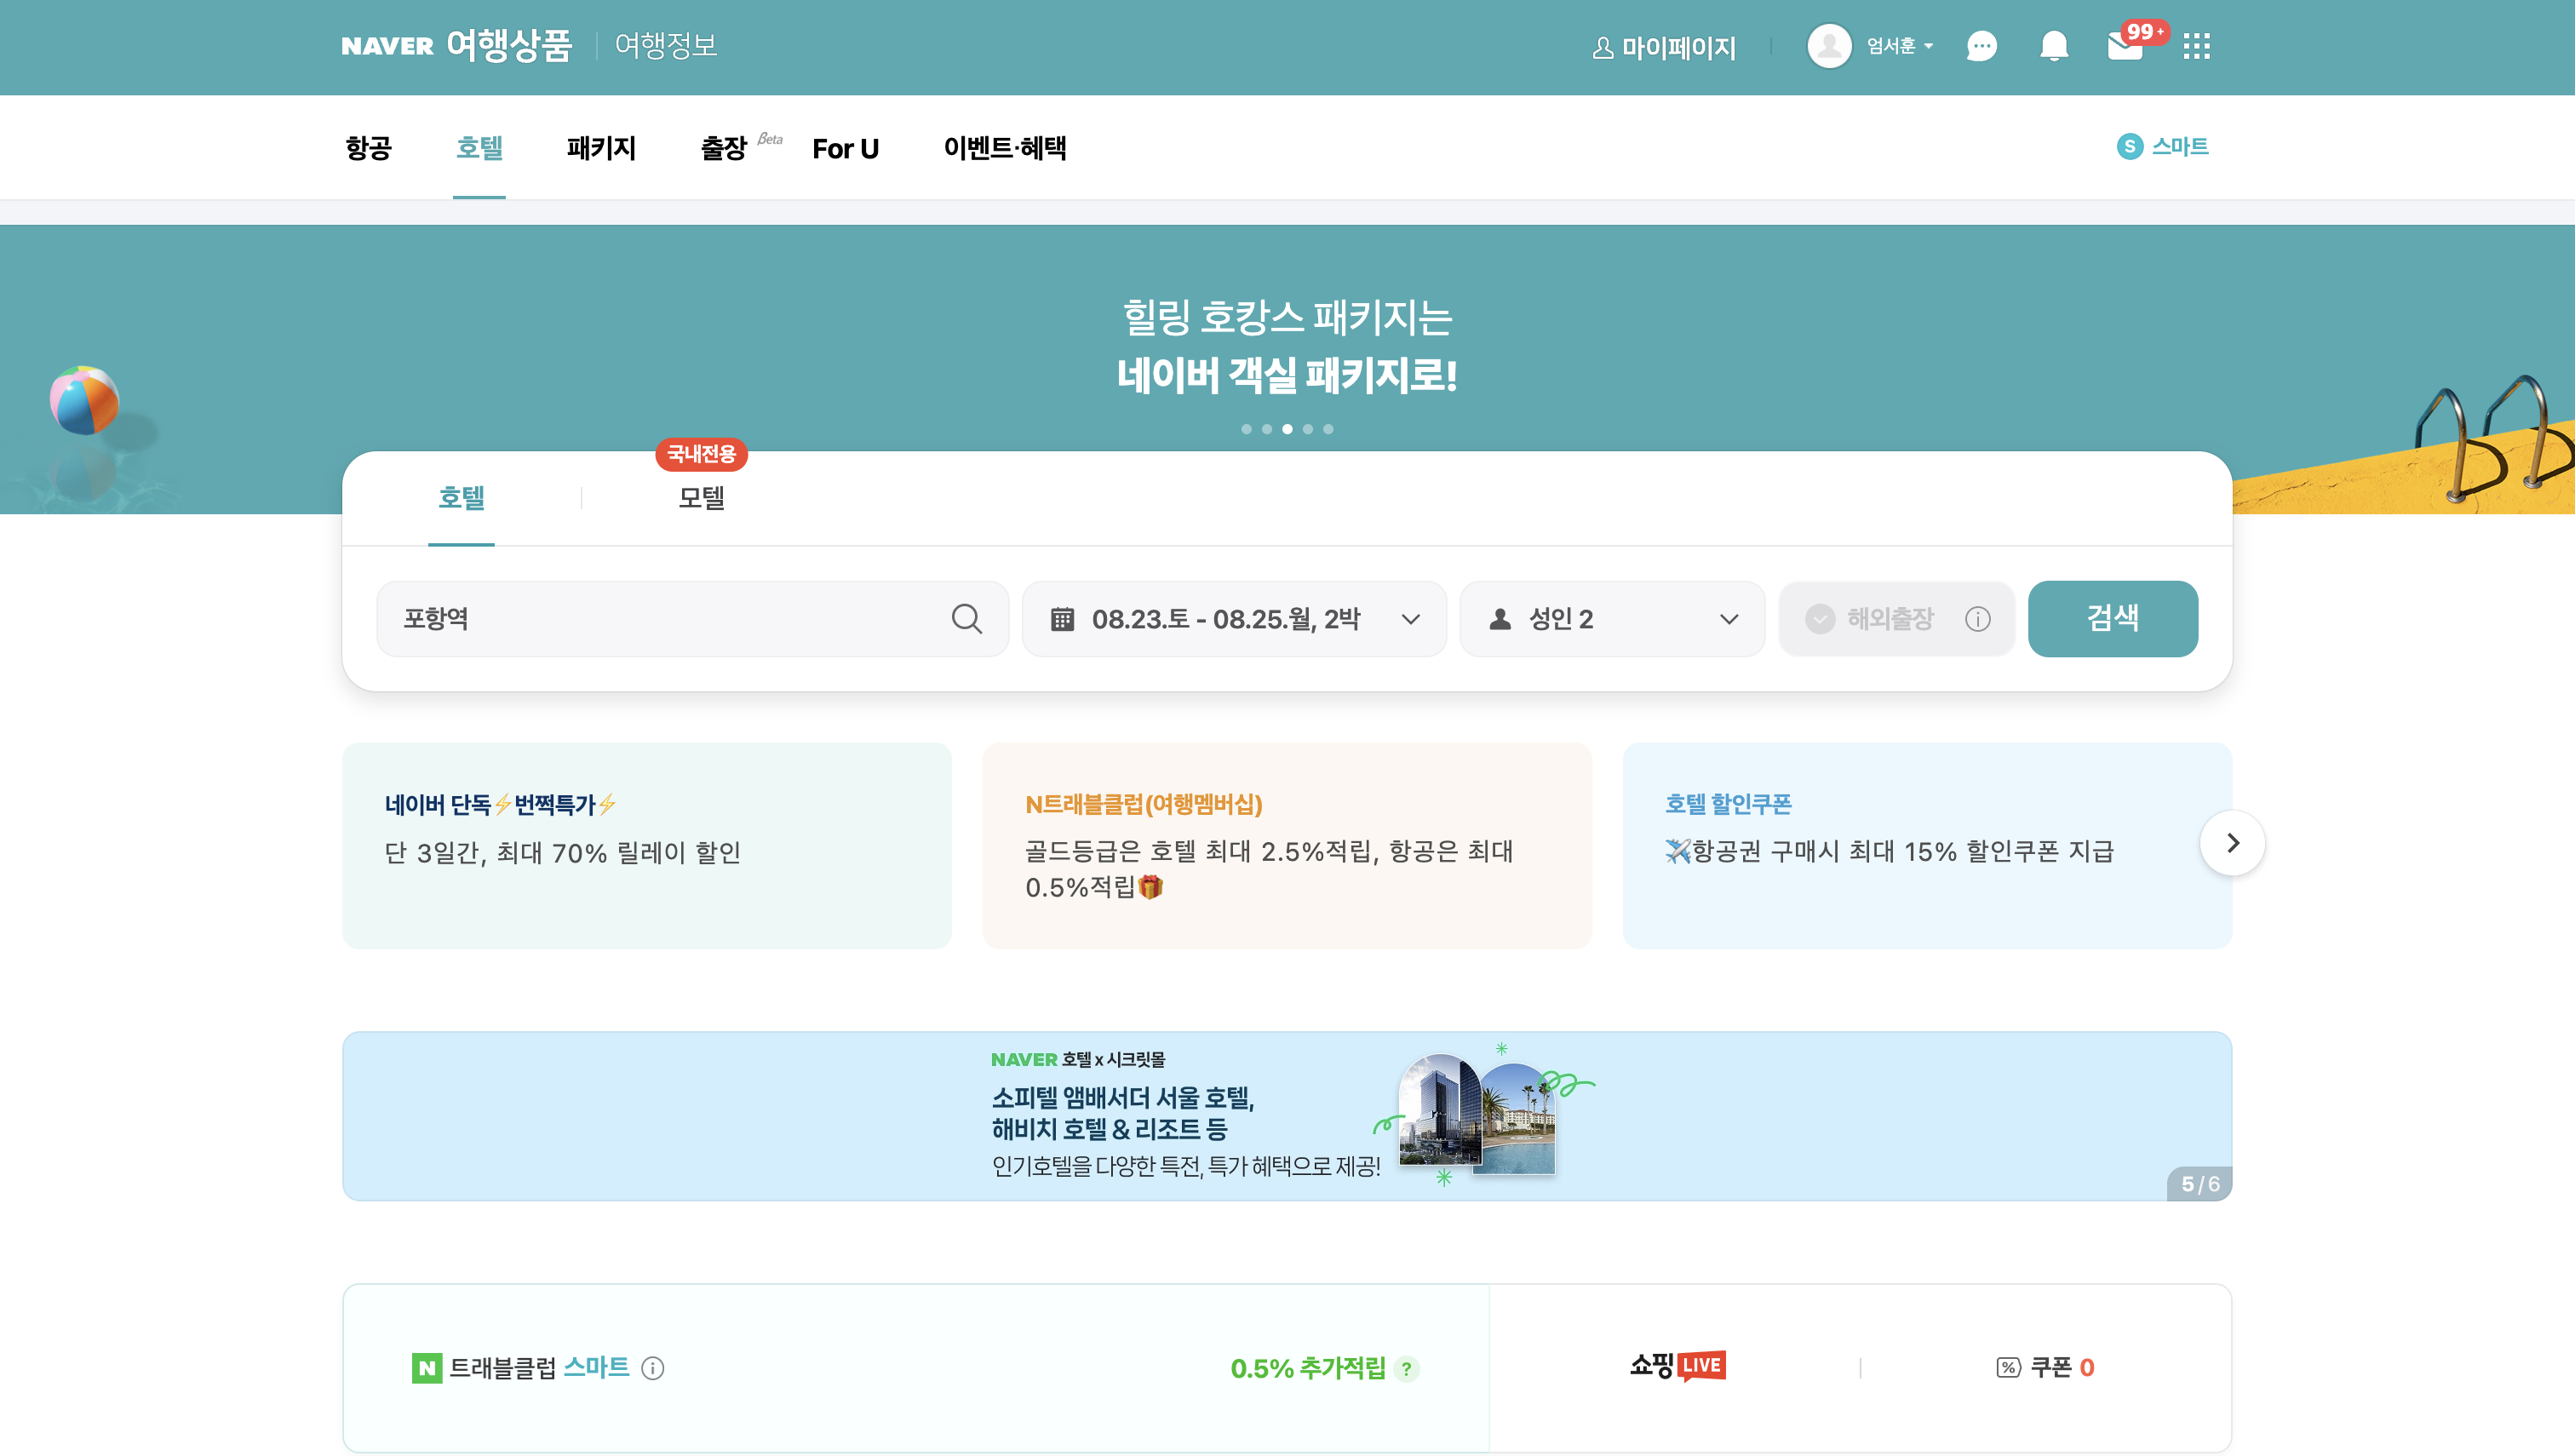 NAVER 여행상품 여행정보
마이페이지 엄서훈 99+
항공 호텔 패키지 출장 Beta For U 이벤트·혜택
S 스마트
힐링 호캉스 패키지는
네이버 객실 패키지로!
국내전용
호텔 모텔
포항역 08.23.토 - 08.25.월, 2박 성인 2 해외출장 검색
네이버 단독⚡번쩍특가⚡
단 3일간, 최대 70% 릴레이 할인
N트래블클럽(여행멤버십)
골드등급은 호텔 최대 2.5%적립, 항공은 최대
0.5%적립🎁
호텔 할인쿠폰
✈️항공권 구매시 최대 15% 할인쿠폰 지급
NAVER 호텔 x 시크릿몰
소피텔 앰배서더 서울 호텔,
해비치 호텔 & 리조트 등
인기호텔을 다양한 특전, 특가 혜택으로 제공!
5/6
N 트래블클럽 스마트 0.5% 추가적립 ?
쇼핑LIVE 쿠폰 0